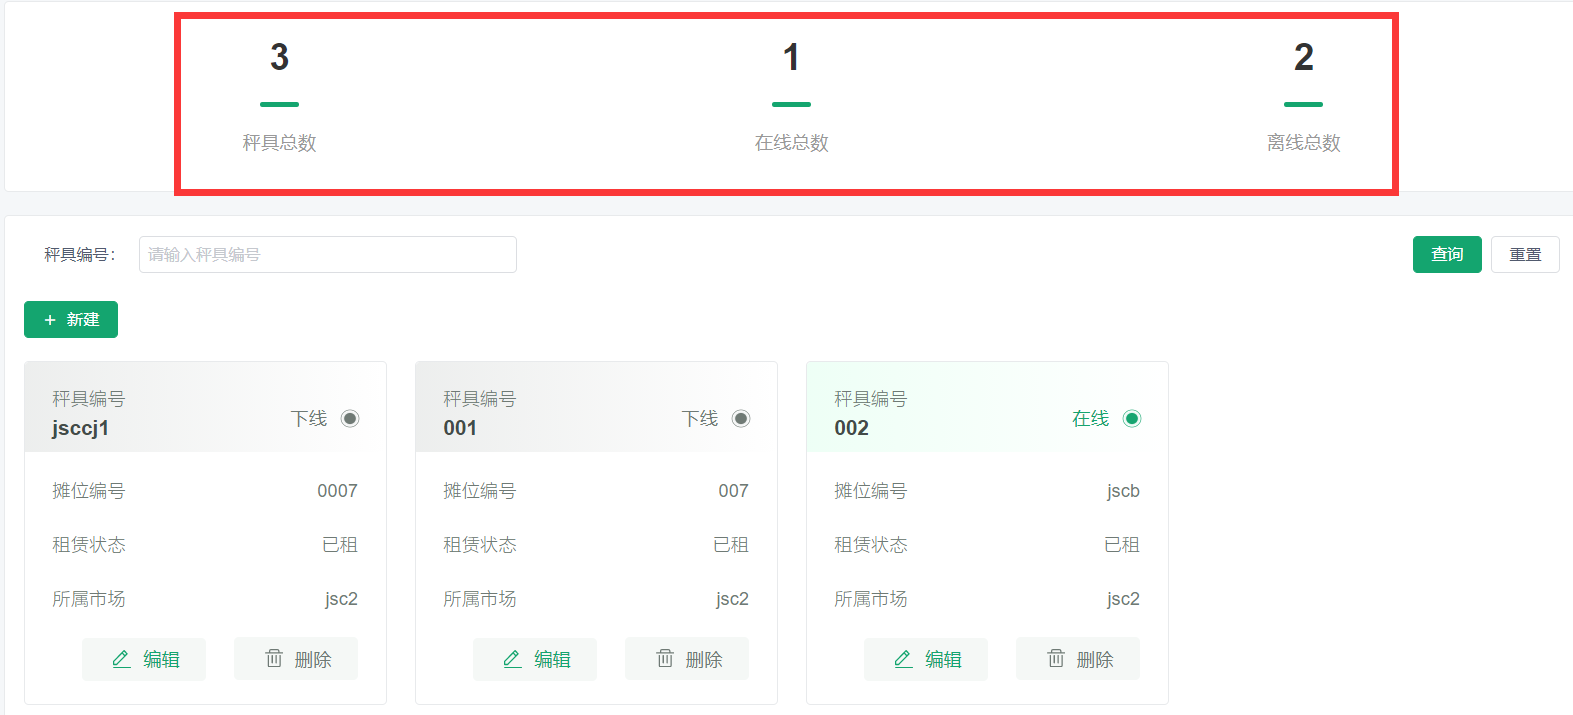 3
1
2
秤具总数
在线总数
离线总数
秤具编号：
请输入秤具编号
查询
重置
+ 新建
秤具编号
jsccj1
下线
摊位编号
0007
租赁状态
已租
所属市场
jsc2
编辑
删除
秤具编号
001
下线
摊位编号
007
租赁状态
已租
所属市场
jsc2
编辑
删除
秤具编号
002
在线
摊位编号
jscb
租赁状态
已租
所属市场
jsc2
编辑
删除